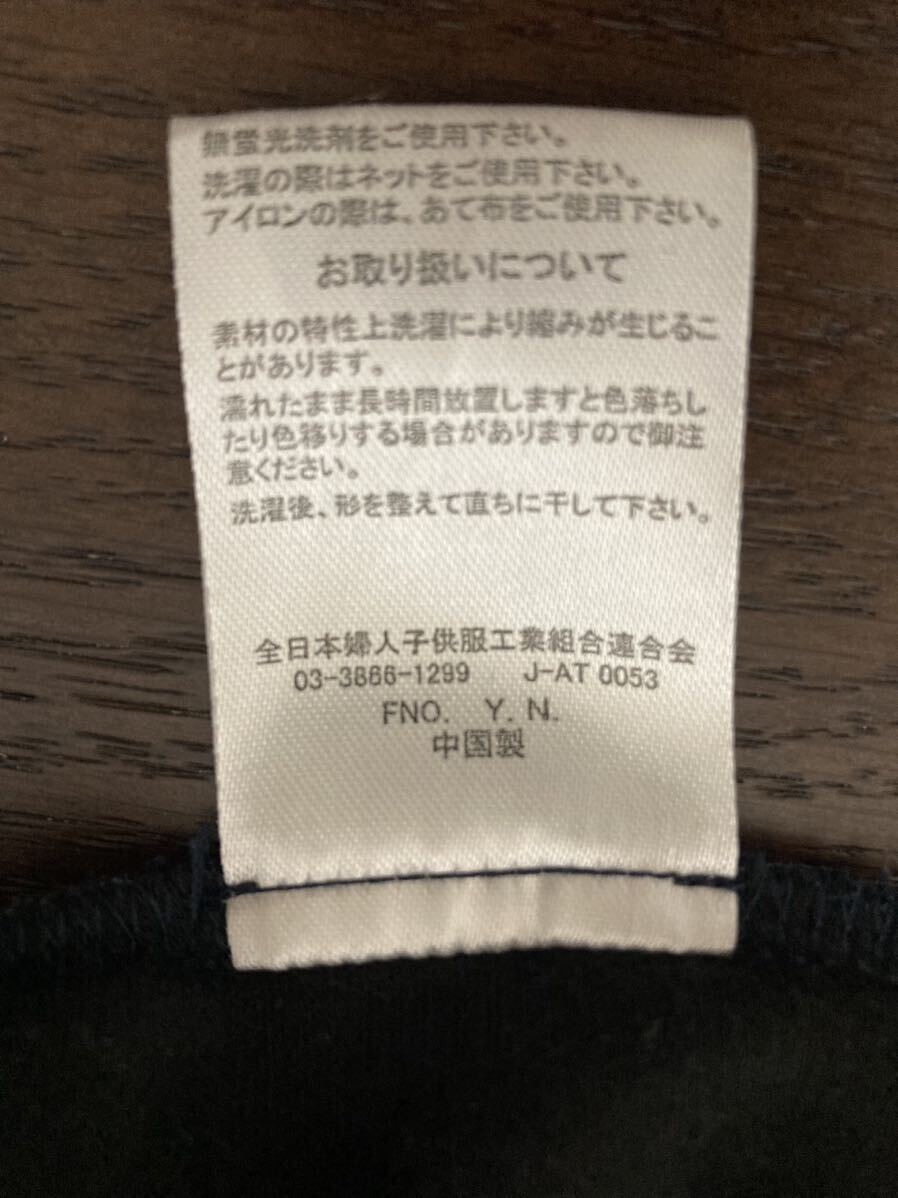 無蛍光洗剤をご使用下さい。
洗濯の際はネットをご使用下さい。
アイロンの際は、あて布をご使用下さい。
お取り扱いについて
素材の特性上洗濯により縮みが生じるこ
とがあります。
濡れたまま長時間放置しますと色落ちし
たり色移りする場合がありますので御注
意ください。
洗濯後、形を整えて直ちに干して下さい。
全日本婦人子供服工業組合連合会
03-3866-1299 J-AT 0053
FNO. Y. N.
中国製